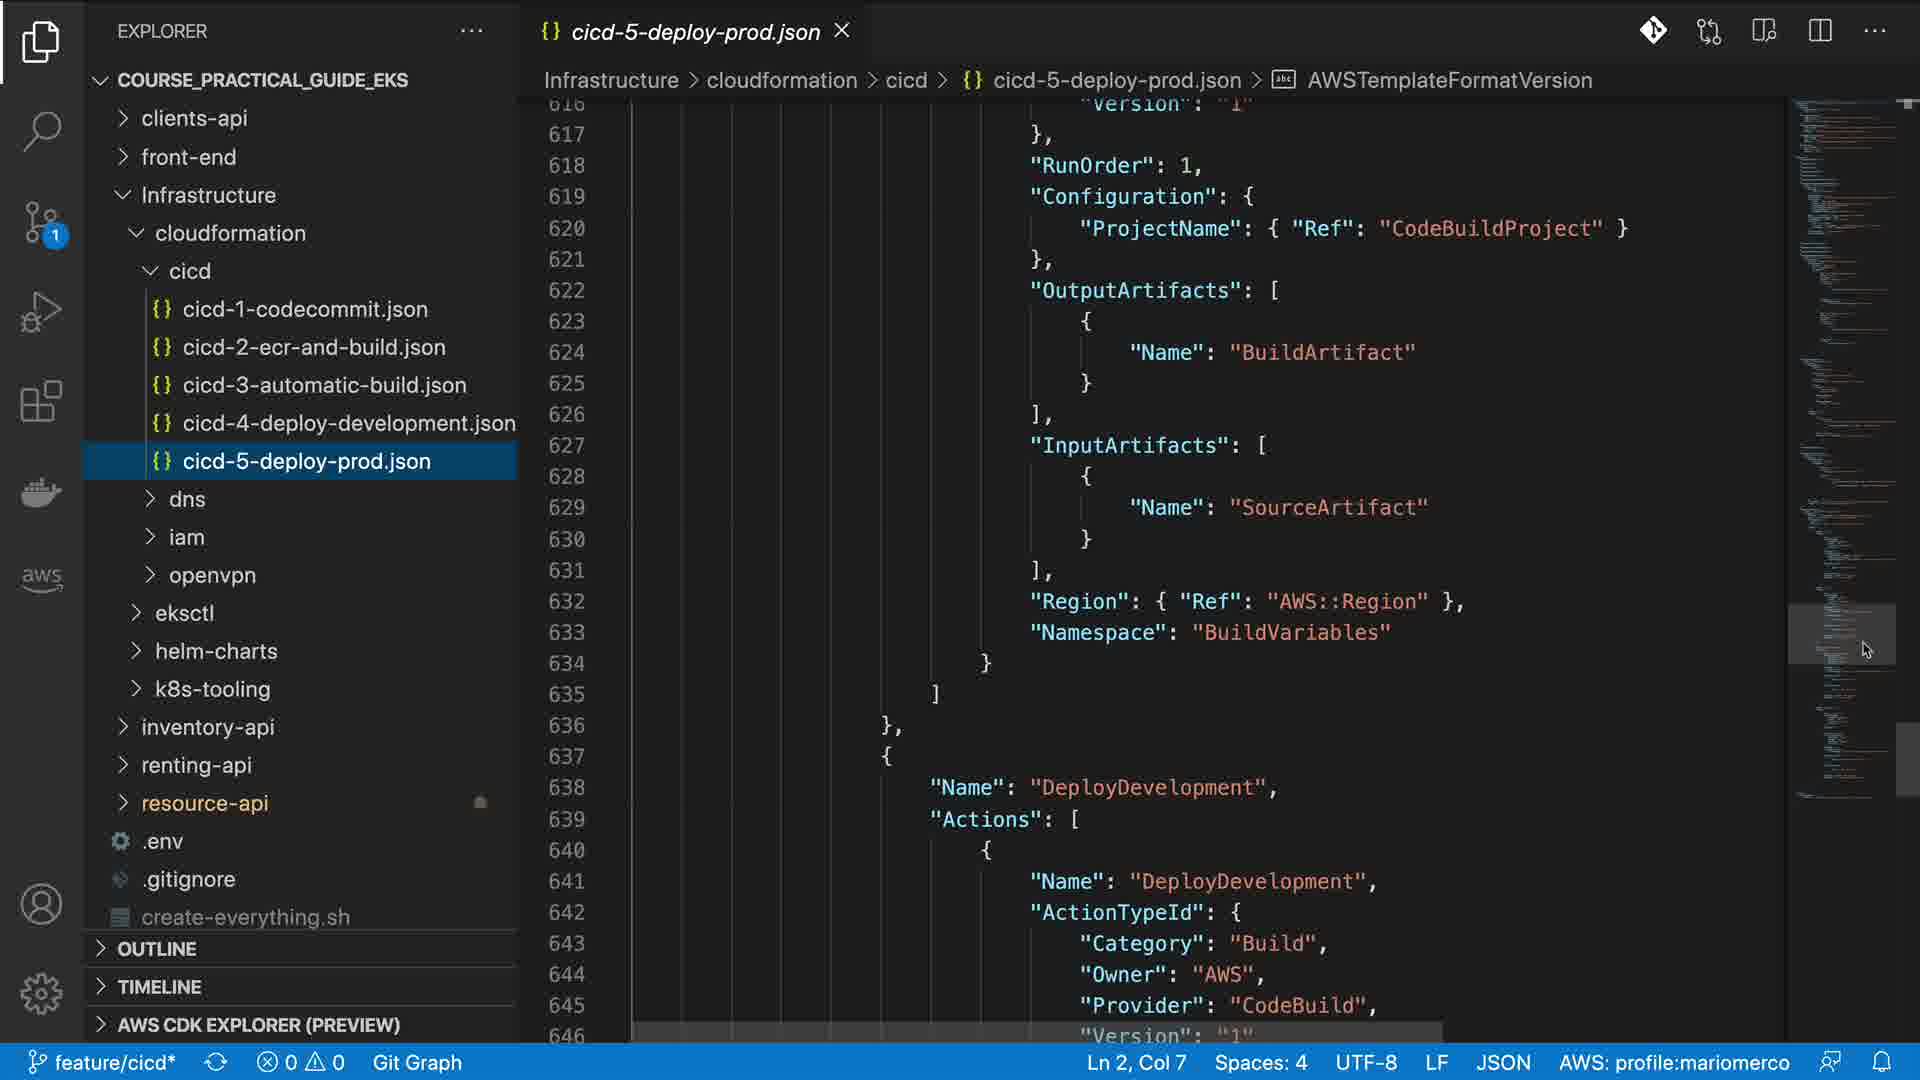 EXPLORER
cicd-5-deploy-prod.json
COURSE_PRACTICAL_GUIDE_EKS
Infrastructure > cloudformation > cicd > {} cicd-5-deploy-prod.json > abc AWSTemplateFormatVersion
clients-api
front-end
Infrastructure
cloudformation
cicd
{} cicd-1-codecommit.json
{} cicd-2-ecr-and-build.json
{} cicd-3-automatic-build.json
{} cicd-4-deploy-development.json
{} cicd-5-deploy-prod.json
dns
iam
openvpn
eksctl
helm-charts
k8s-tooling
inventory-api
renting-api
resource-api
.env
.gitignore
create-everything.sh
OUTLINE
TIMELINE
AWS CDK EXPLORER (PREVIEW)
1
aws
616 "Version": "1"
617 },
618 "RunOrder": 1,
619 "Configuration": {
620 "ProjectName": { "Ref": "CodeBuildProject" }
621 },
622 "OutputArtifacts": [
623 {
624 "Name": "BuildArtifact"
625 }
626 ],
627 "InputArtifacts": [
628 {
629 "Name": "SourceArtifact"
630 }
631 ],
632 "Region": { "Ref": "AWS::Region" },
633 "Namespace": "BuildVariables"
634 }
635 ]
636 },
637 {
638 "Name": "DeployDevelopment",
639 "Actions": [
640 {
641 "Name": "DeployDevelopment",
642 "ActionTypeId": {
643 "Category": "Build",
644 "Owner": "AWS",
645 "Provider": "CodeBuild",
646 "Version": "1"
feature/cicd* 0 0 Git Graph Ln 2, Col 7 Spaces: 4 UTF-8 LF JSON AWS: profile:mariomerco